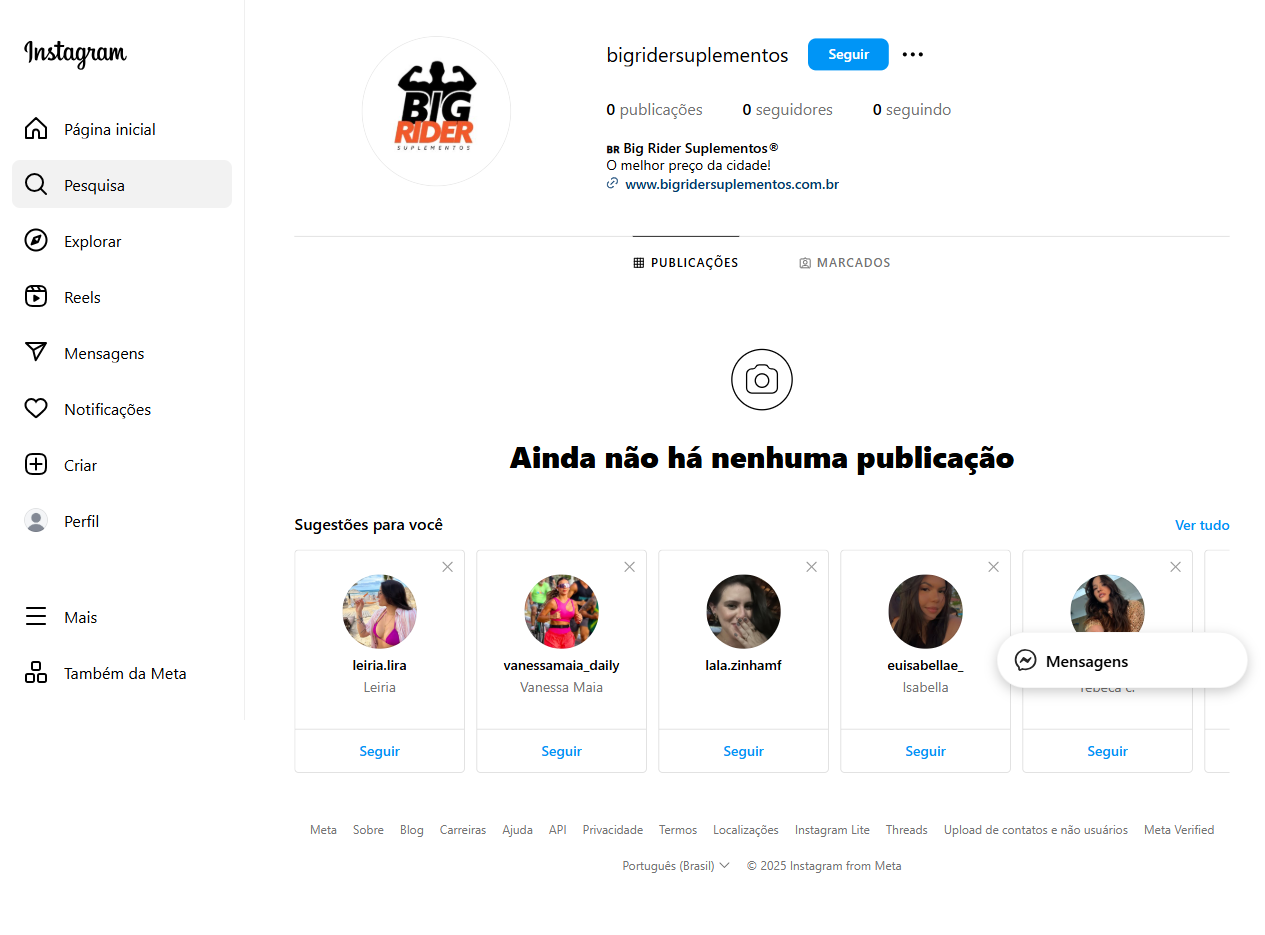 Instagram
Página inicial
Pesquisa
Explorar
Reels
Mensagens
Notificações
Criar
Perfil
Mais
Também da Meta
BIG
RIDER
SUPLEMENTOS
bigridersuplementos
Seguir
0 publicações 0 seguidores 0 seguindo
BR Big Rider Suplementos®
O melhor preço da cidade!
www.bigridersuplementos.com.br
PUBLICAÇÕES
MARCADOS
Ainda não há nenhuma publicação
Sugestões para você
Ver tudo
leiria.lira
Leiria
Seguir
vanessamaia_daily
Vanessa Maia
Seguir
lala.zinhamf
Seguir
euisabellae_
Isabella
Seguir
Seguir
Mensagens
Meta Sobre Blog Carreiras Ajuda API Privacidade Termos Localizações Instagram Lite Threads Upload de contatos e não usuários Meta Verified
Português (Brasil) © 2025 Instagram from Meta